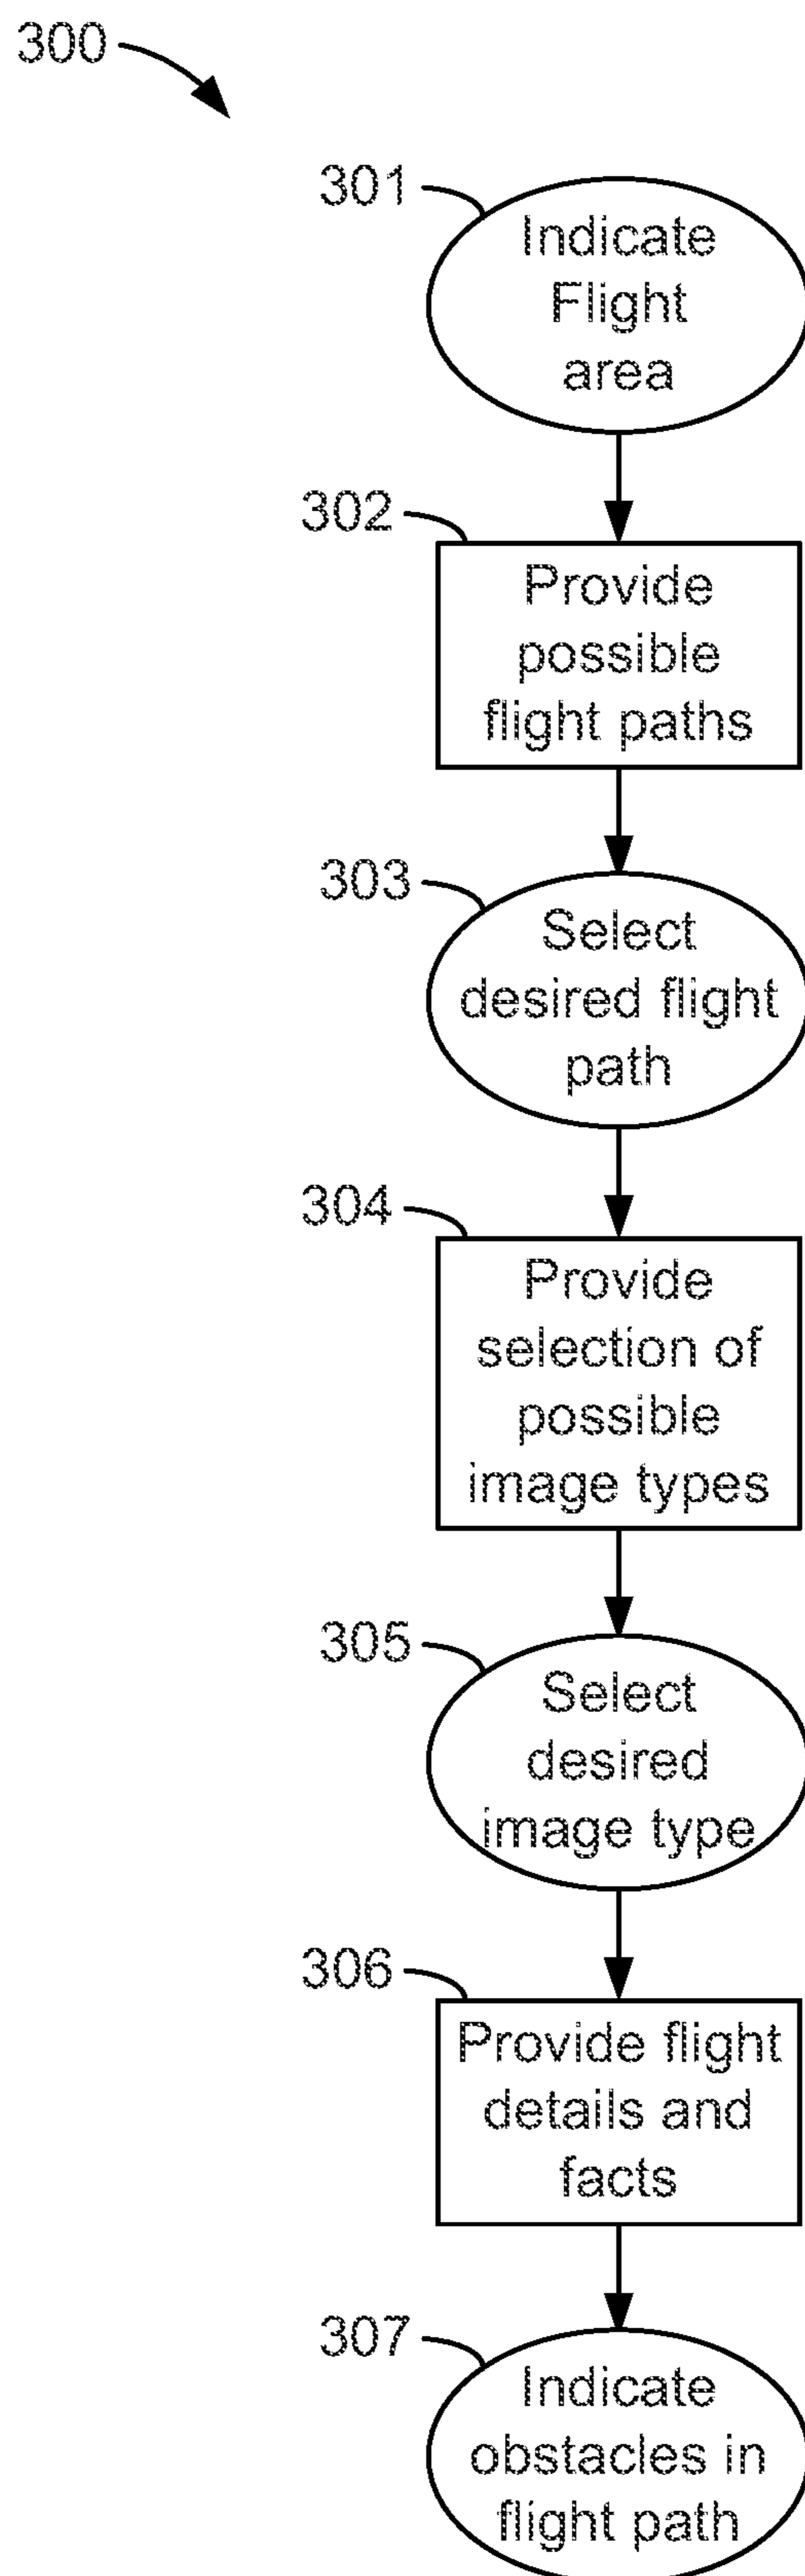 300
301
Indicate
Flight
area
302
Provide
possible
flight paths
303
Select
desired flight
path
304
Provide
selection of
possible
image types
305
Select
desired
image type
306
Provide flight
details and
facts
307
Indicate
obstacles in
flight path